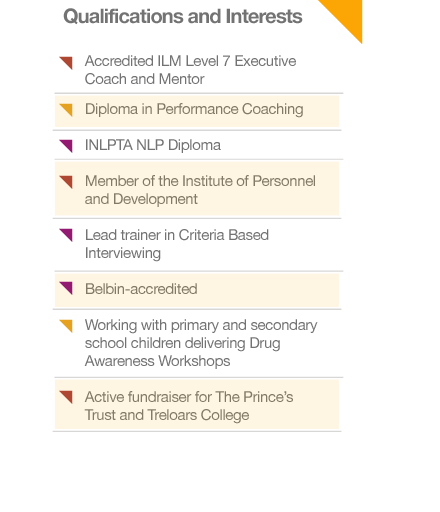 Qualifications and Interests
Accredited ILM Level 7 Executive
Coach and Mentor
Diploma in Performance Coaching
INLPTA NLP Diploma
Member of the Institute of Personnel
and Development
Lead trainer in Criteria Based
Interviewing
Belbin-accredited
Working with primary and secondary
school children delivering Drug
Awareness Workshops
Active fundraiser for The Prince's
Trust and Treloars College